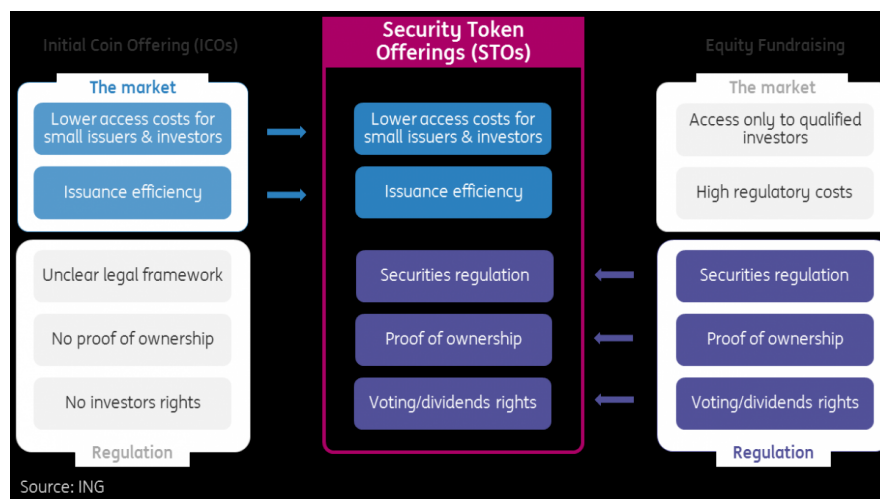 Initial Coin Offering (ICOs)
The market
Lower access costs for
small issuers & investors
Issuance efficiency
Unclear legal framework
No proof of ownership
No investors rights
Regulation
Security Token
Offerings (STOs)
Lower access costs for
small issuers & investors
Issuance efficiency
Securities regulation
Proof of ownership
Voting/dividends rights
Equity Fundraising
The market
Access only to qualified
investors
High regulatory costs
Securities regulation
Proof of ownership
Voting/dividends rights
Regulation
Source: ING